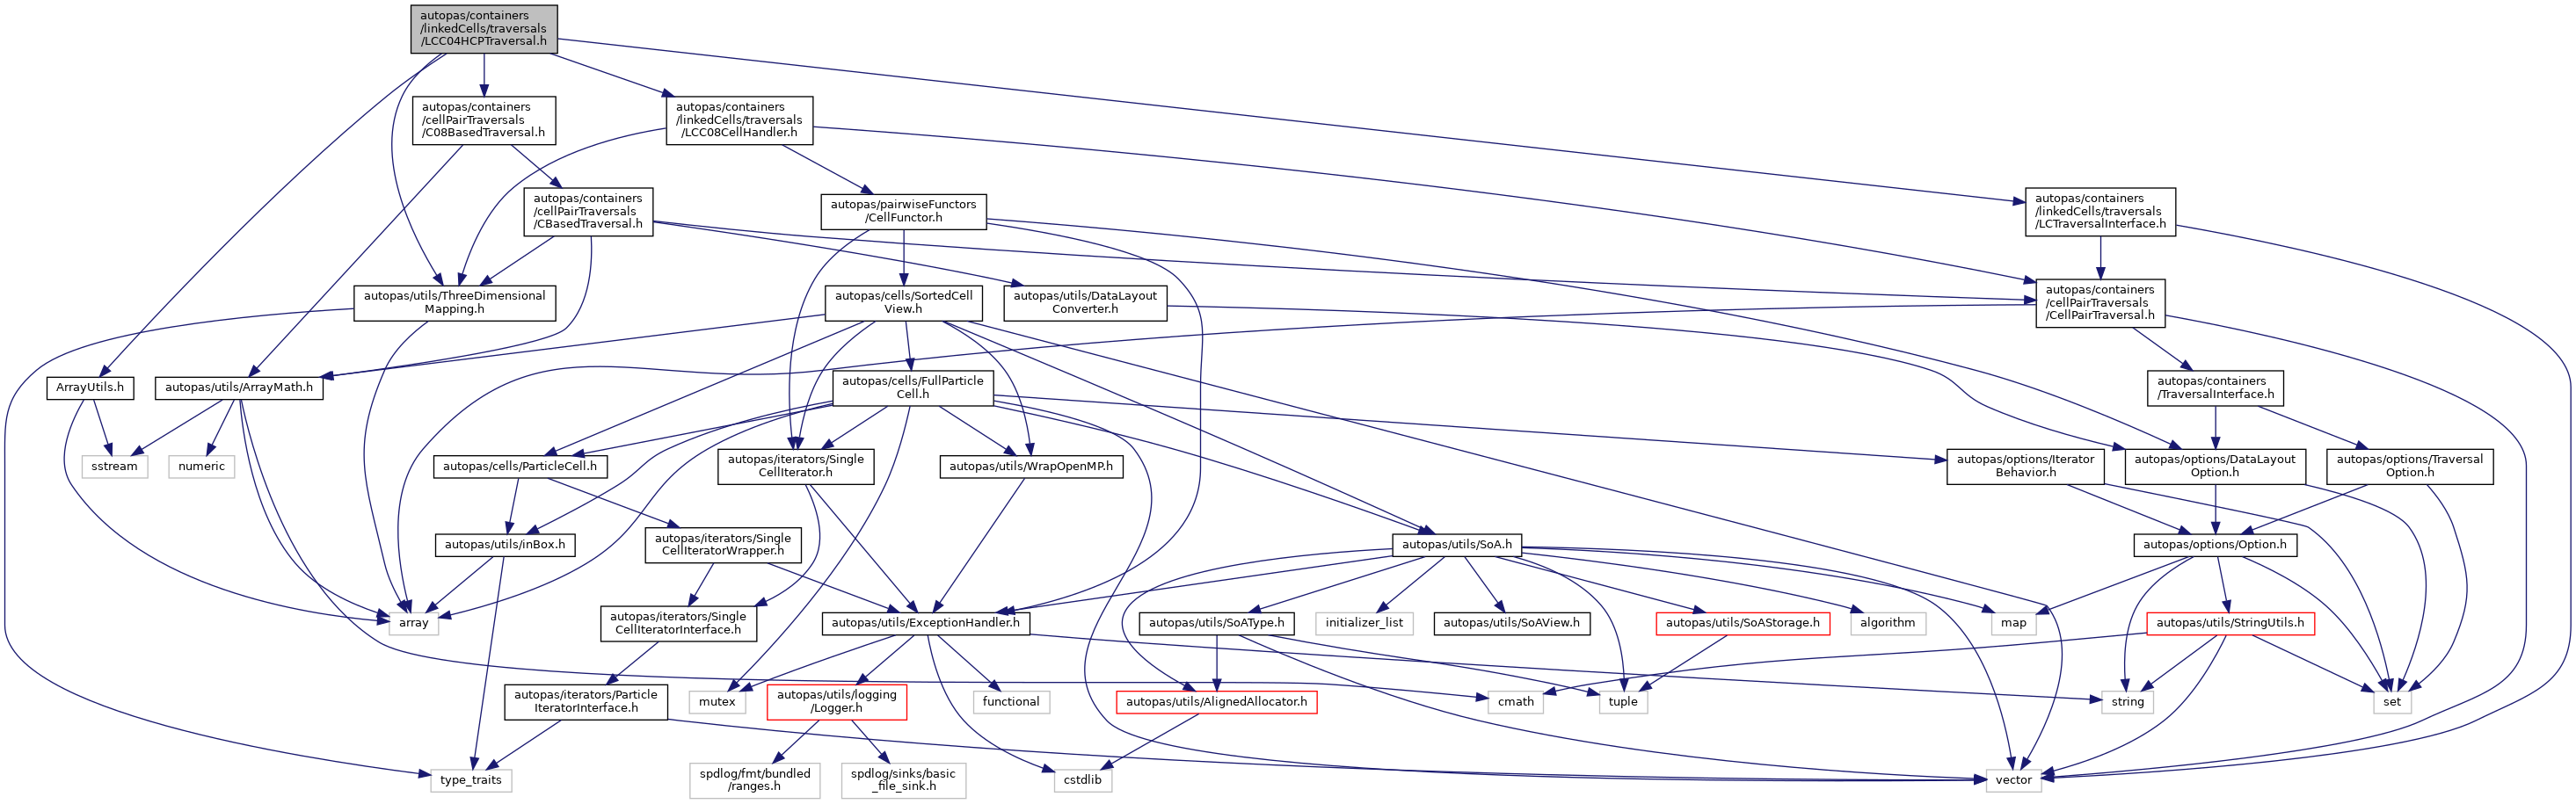 autopas/containers
/linkedCells/traversals
/LCC04HCPTraversal.h
autopas/containers
/cellPairTraversals
/C08BasedTraversal.h
autopas/containers
/linkedCells/traversals
/LCC08CellHandler.h
autopas/containers
/cellPairTraversals
/CBasedTraversal.h
autopas/pairwiseFunctors
/CellFunctor.h
autopas/containers
/linkedCells/traversals
/LCTraversalInterface.h
autopas/utils/ThreeDimensional
Mapping.h
autopas/cells/SortedCell
View.h
autopas/utils/DataLayout
Converter.h
autopas/containers
/cellPairTraversals
/CellPairTraversal.h
ArrayUtils.h
autopas/utils/ArrayMath.h
autopas/cells/FullParticle
Cell.h
autopas/containers
/TraversalInterface.h
sstream
numeric
autopas/cells/ParticleCell.h
autopas/iterators/Single
CellIterator.h
autopas/utils/WrapOpenMP.h
autopas/options/Iterator
Behavior.h
autopas/options/DataLayout
Option.h
autopas/options/Traversal
Option.h
autopas/utils/inBox.h
autopas/iterators/Single
CellIteratorWrapper.h
autopas/utils/SoA.h
autopas/options/Option.h
array
autopas/iterators/Single
CellIteratorInterface.h
autopas/utils/ExceptionHandler.h
autopas/utils/SoAType.h
initializer_list
autopas/utils/SoAView.h
autopas/utils/SoAStorage.h
algorithm
map
autopas/utils/StringUtils.h
autopas/iterators/Particle
IteratorInterface.h
mutex
autopas/utils/logging
/Logger.h
functional
autopas/utils/AlignedAllocator.h
cmath
tuple
string
set
type_traits
spdlog/fmt/bundled
/ranges.h
spdlog/sinks/basic
_file_sink.h
cstdlib
vector